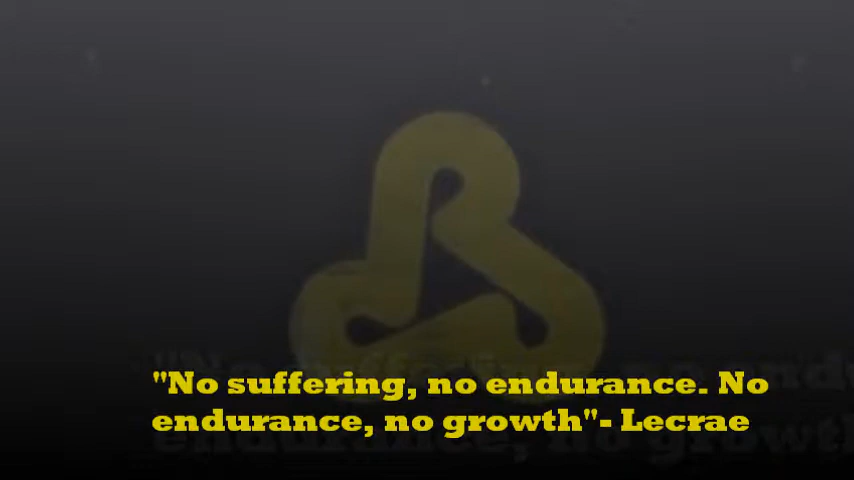 "No suffering, no endurance. No
endurance, no growth"- Lecrae